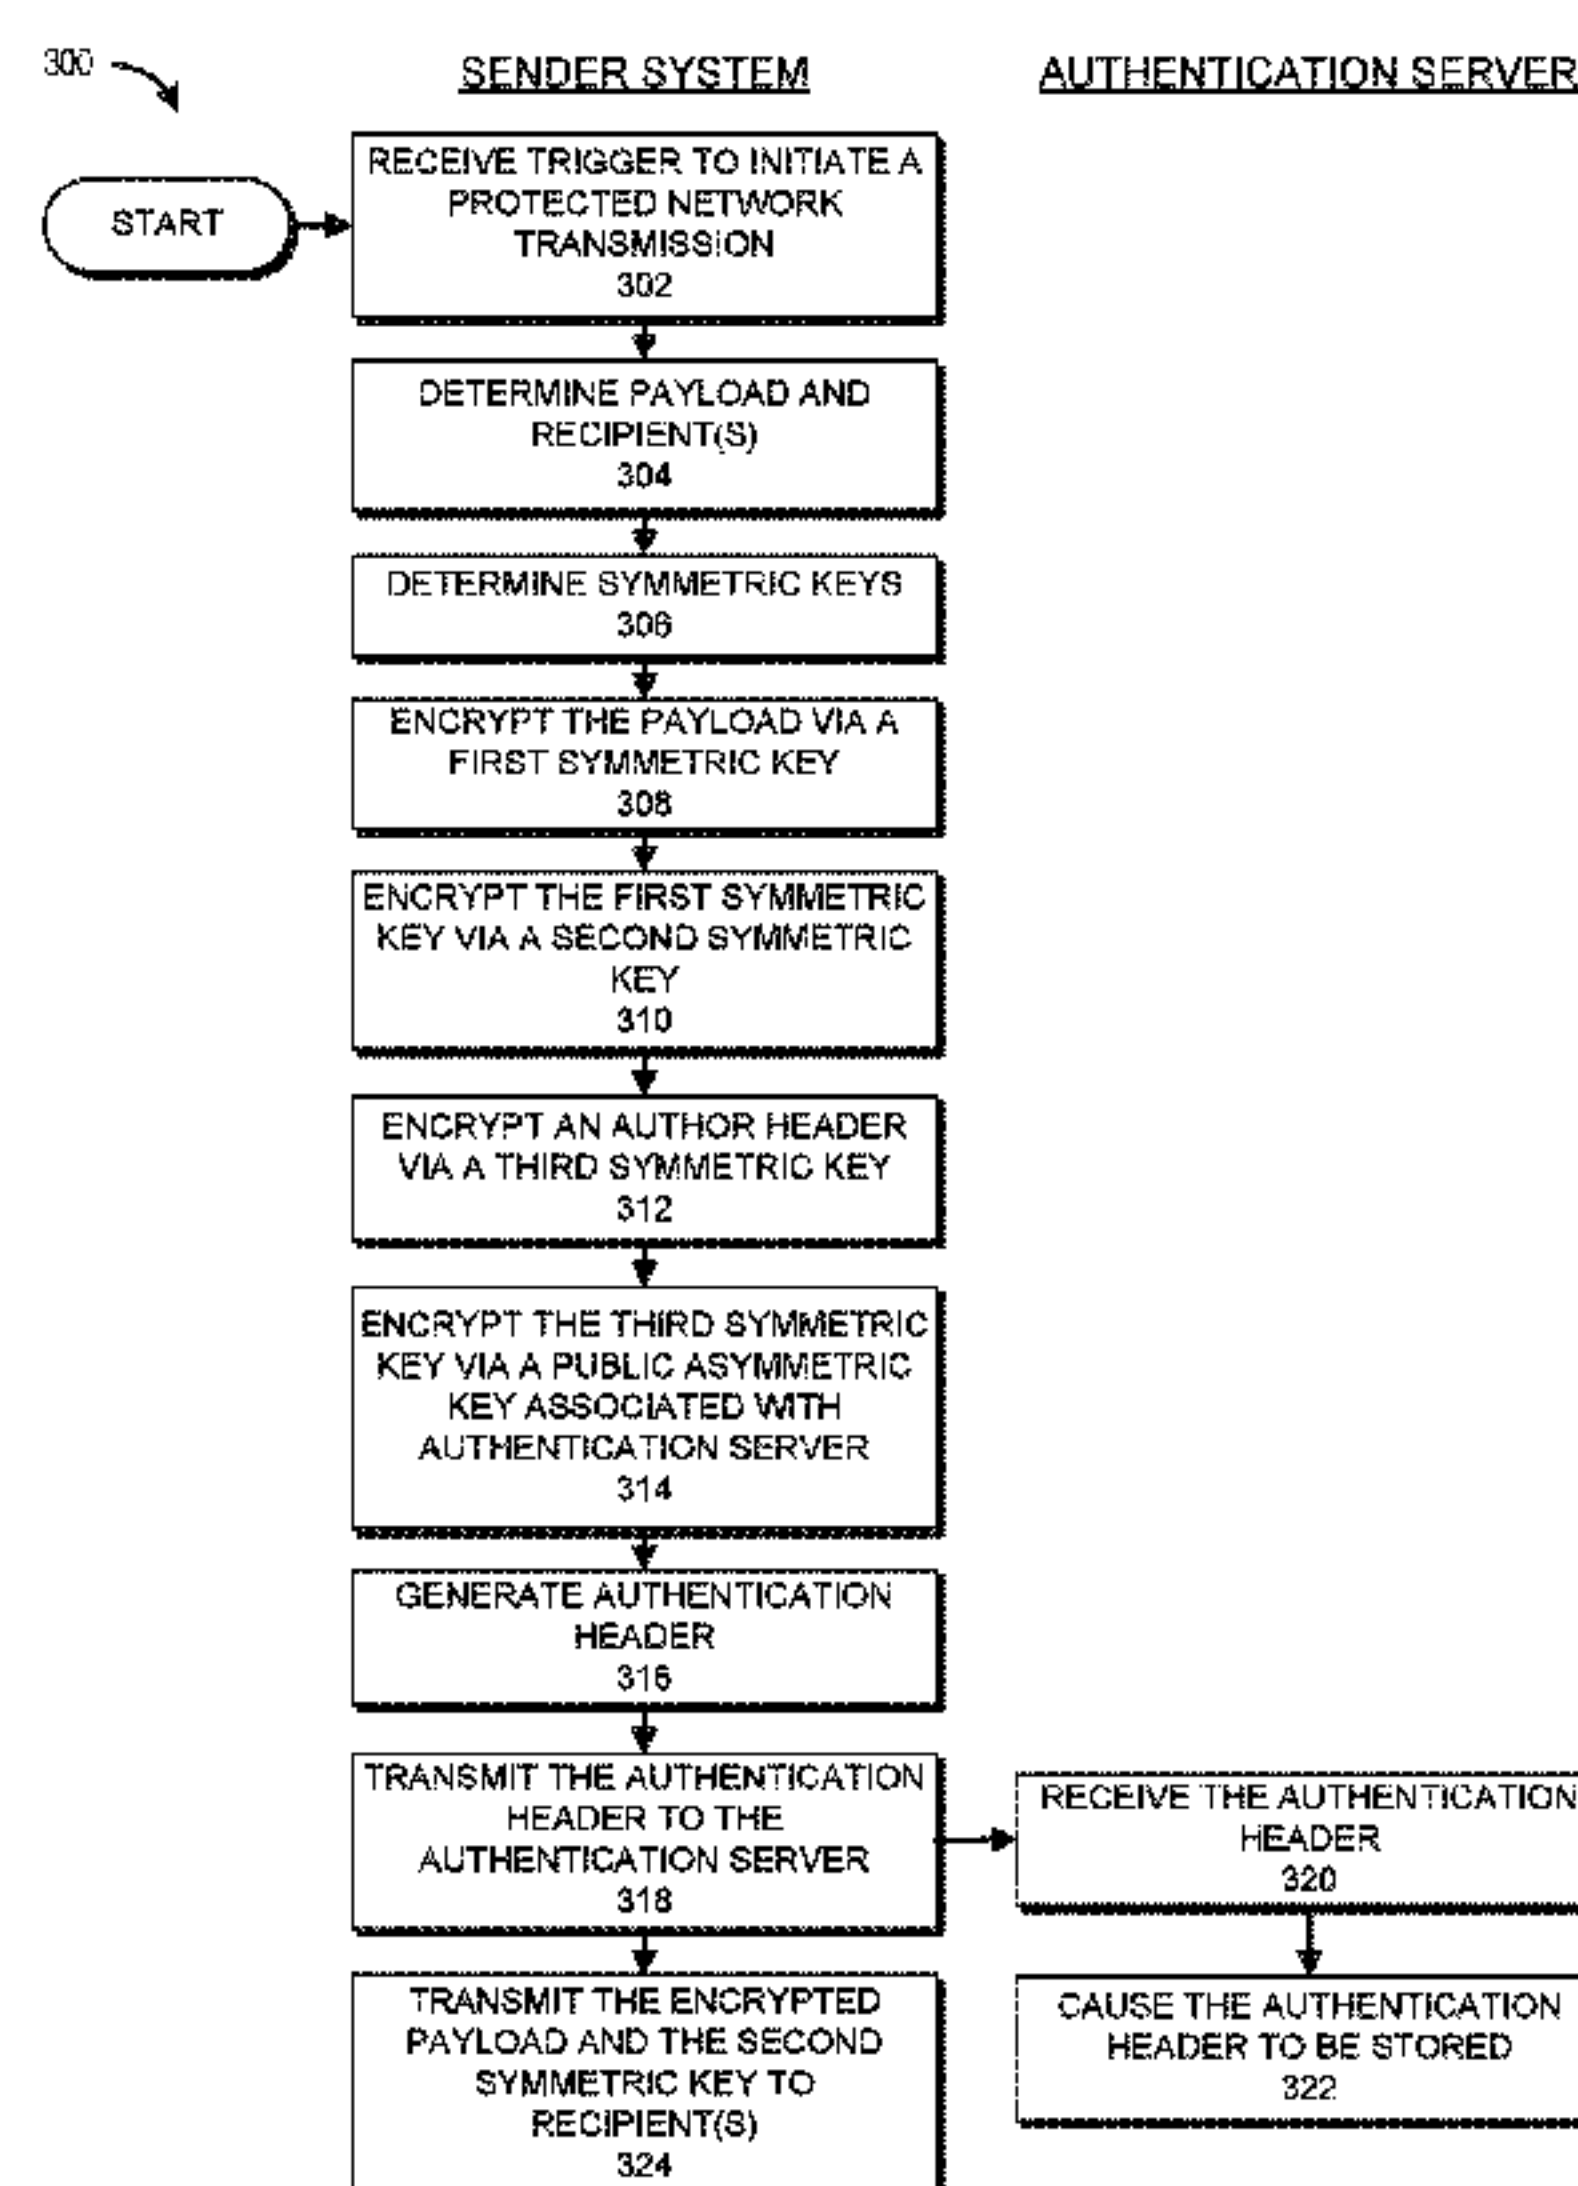 300
SENDER SYSTEM
AUTHENTICATION SERVER
START
RECEIVE TRIGGER TO INITIATE A
PROTECTED NETWORK
TRANSMISSION
302
DETERMINE PAYLOAD AND
RECIPIENT(S)
304
DETERMINE SYMMETRIC KEYS
306
ENCRYPT THE PAYLOAD VIA A
FIRST SYMMETRIC KEY
308
ENCRYPT THE FIRST SYMMETRIC
KEY VIA A SECOND SYMMETRIC
KEY
310
ENCRYPT AN AUTHOR HEADER
VIA A THIRD SYMMETRIC KEY
312
ENCRYPT THE THIRD SYMMETRIC
KEY VIA A PUBLIC ASYMMETRIC
KEY ASSOCIATED WITH
AUTHENTICATION SERVER
314
GENERATE AUTHENTICATION
HEADER
316
TRANSMIT THE AUTHENTICATION
HEADER TO THE
AUTHENTICATION SERVER
318
RECEIVE THE AUTHENTICATION
HEADER
320
CAUSE THE AUTHENTICATION
HEADER TO BE STORED
322
TRANSMIT THE ENCRYPTED
PAYLOAD AND THE SECOND
SYMMETRIC KEY TO
RECIPIENT(S)
324